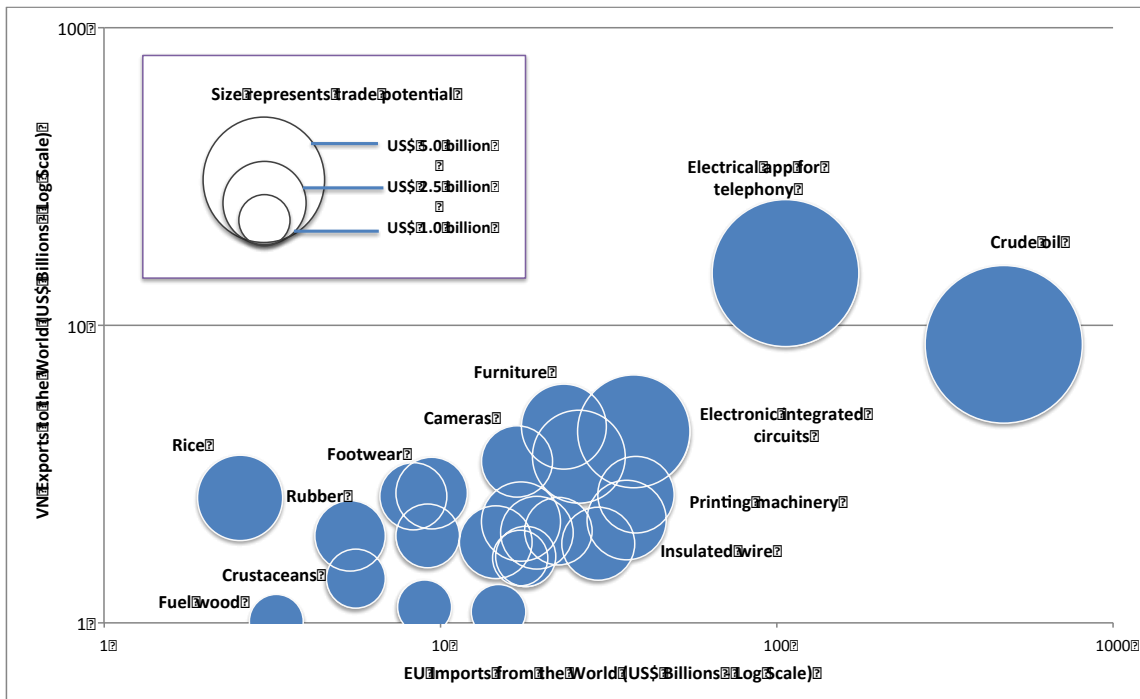 100
Size represents trade potential
US$ 5.0 billion
US$ 2.5 billion
US$ 1.0 billion
Electrical app for
telephony
Crude oil
VN Exports to the World (US$ Billions - Log Scale)
10
Furniture
Cameras
Electronic integrated
circuits
Rice
Footwear
Rubber
Printing machinery
Insulated wire
Crustaceans
Fuel wood
1
1
10
100
1000
EU Imports from the World (US$ Billions - Log Scale)